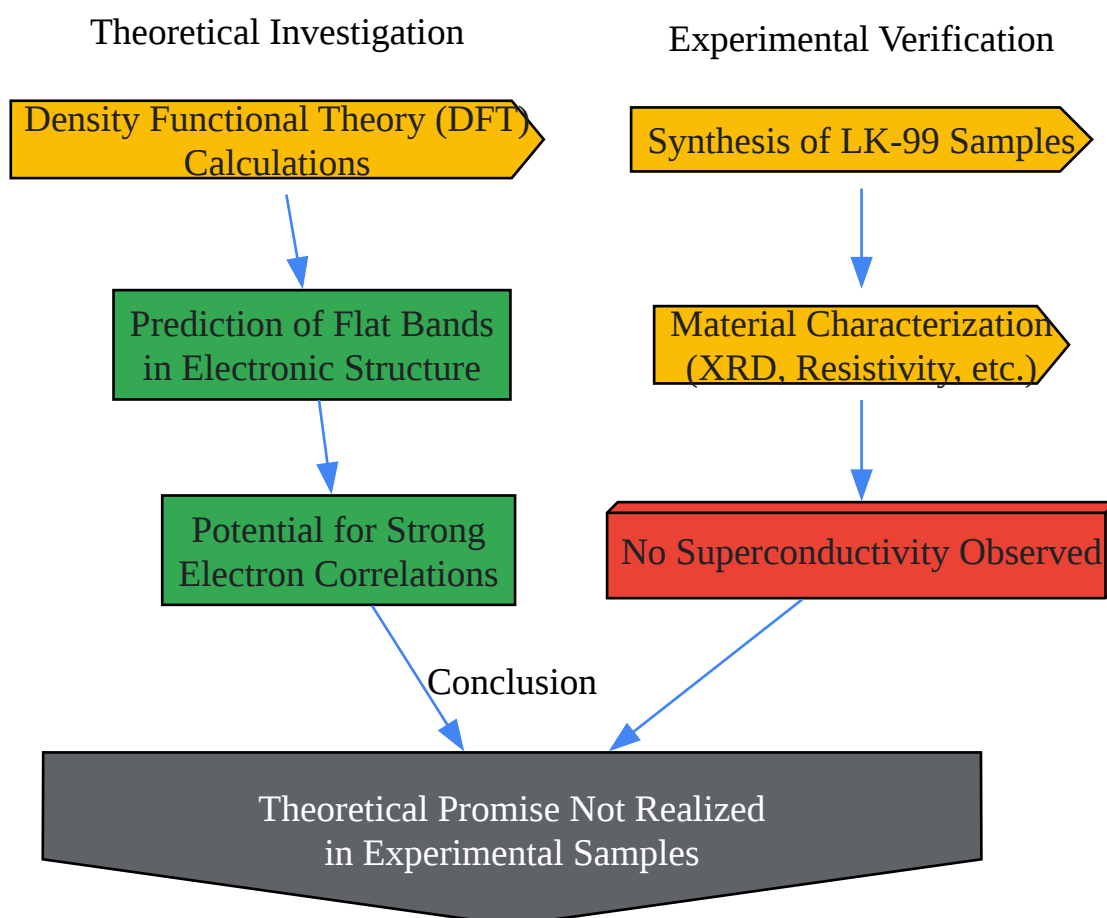 Theoretical Investigation
Experimental Verification
Density Functional Theory (DFT)
Calculations
Synthesis of LK-99 Samples
Prediction of Flat Bands
in Electronic Structure
Material Characterization
(XRD, Resistivity, etc.)
Potential for Strong
Electron Correlations
No Superconductivity Observed
Conclusion
Theoretical Promise Not Realized
in Experimental Samples